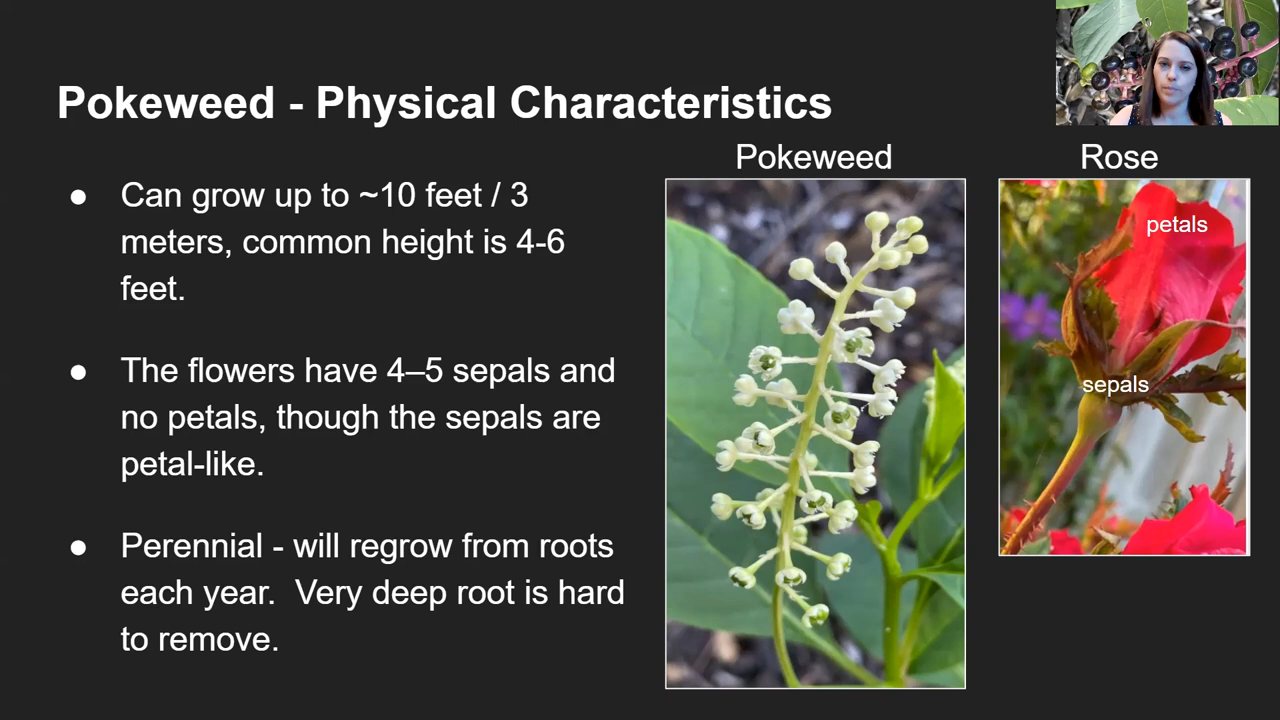 Pokeweed - Physical Characteristics
● Can grow up to ~10 feet / 3
meters, common height is 4-6
feet.
● The flowers have 4–5 sepals and
no petals, though the sepals are
petal-like.
● Perennial - will regrow from roots
each year.  Very deep root is hard
to remove.
Pokeweed
Rose
petals
sepals